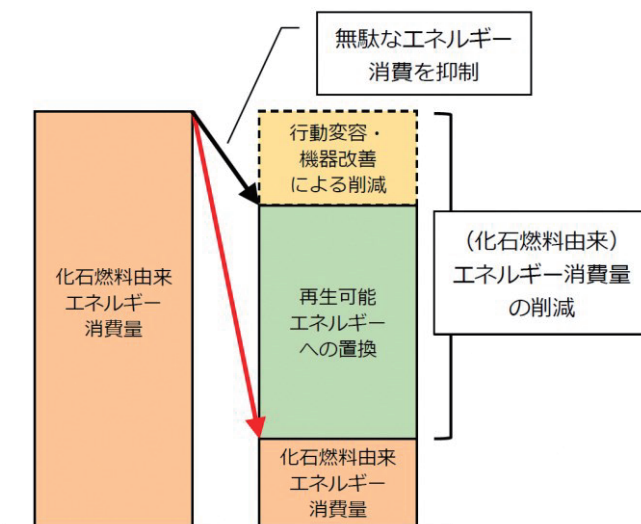 無駄なエネルギー
消費を抑制
行動変容・
機器改善
による削減
(化石燃料由来)
エネルギー消費量
の削減
化石燃料由来
エネルギー
消費量
再生可能
エネルギー
への置換
化石燃料由来
エネルギー
消費量